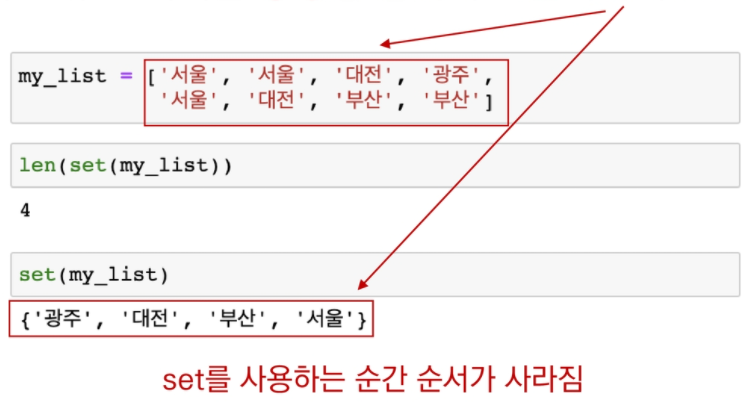 my_list = ['서울', '서울', '대전', '광주',
'서울', '대전', '부산', '부산']
len(set(my_list))
4
set(my_list)
{'광주', '대전', '부산', '서울'}
set를 사용하는 순간 순서가 사라짐